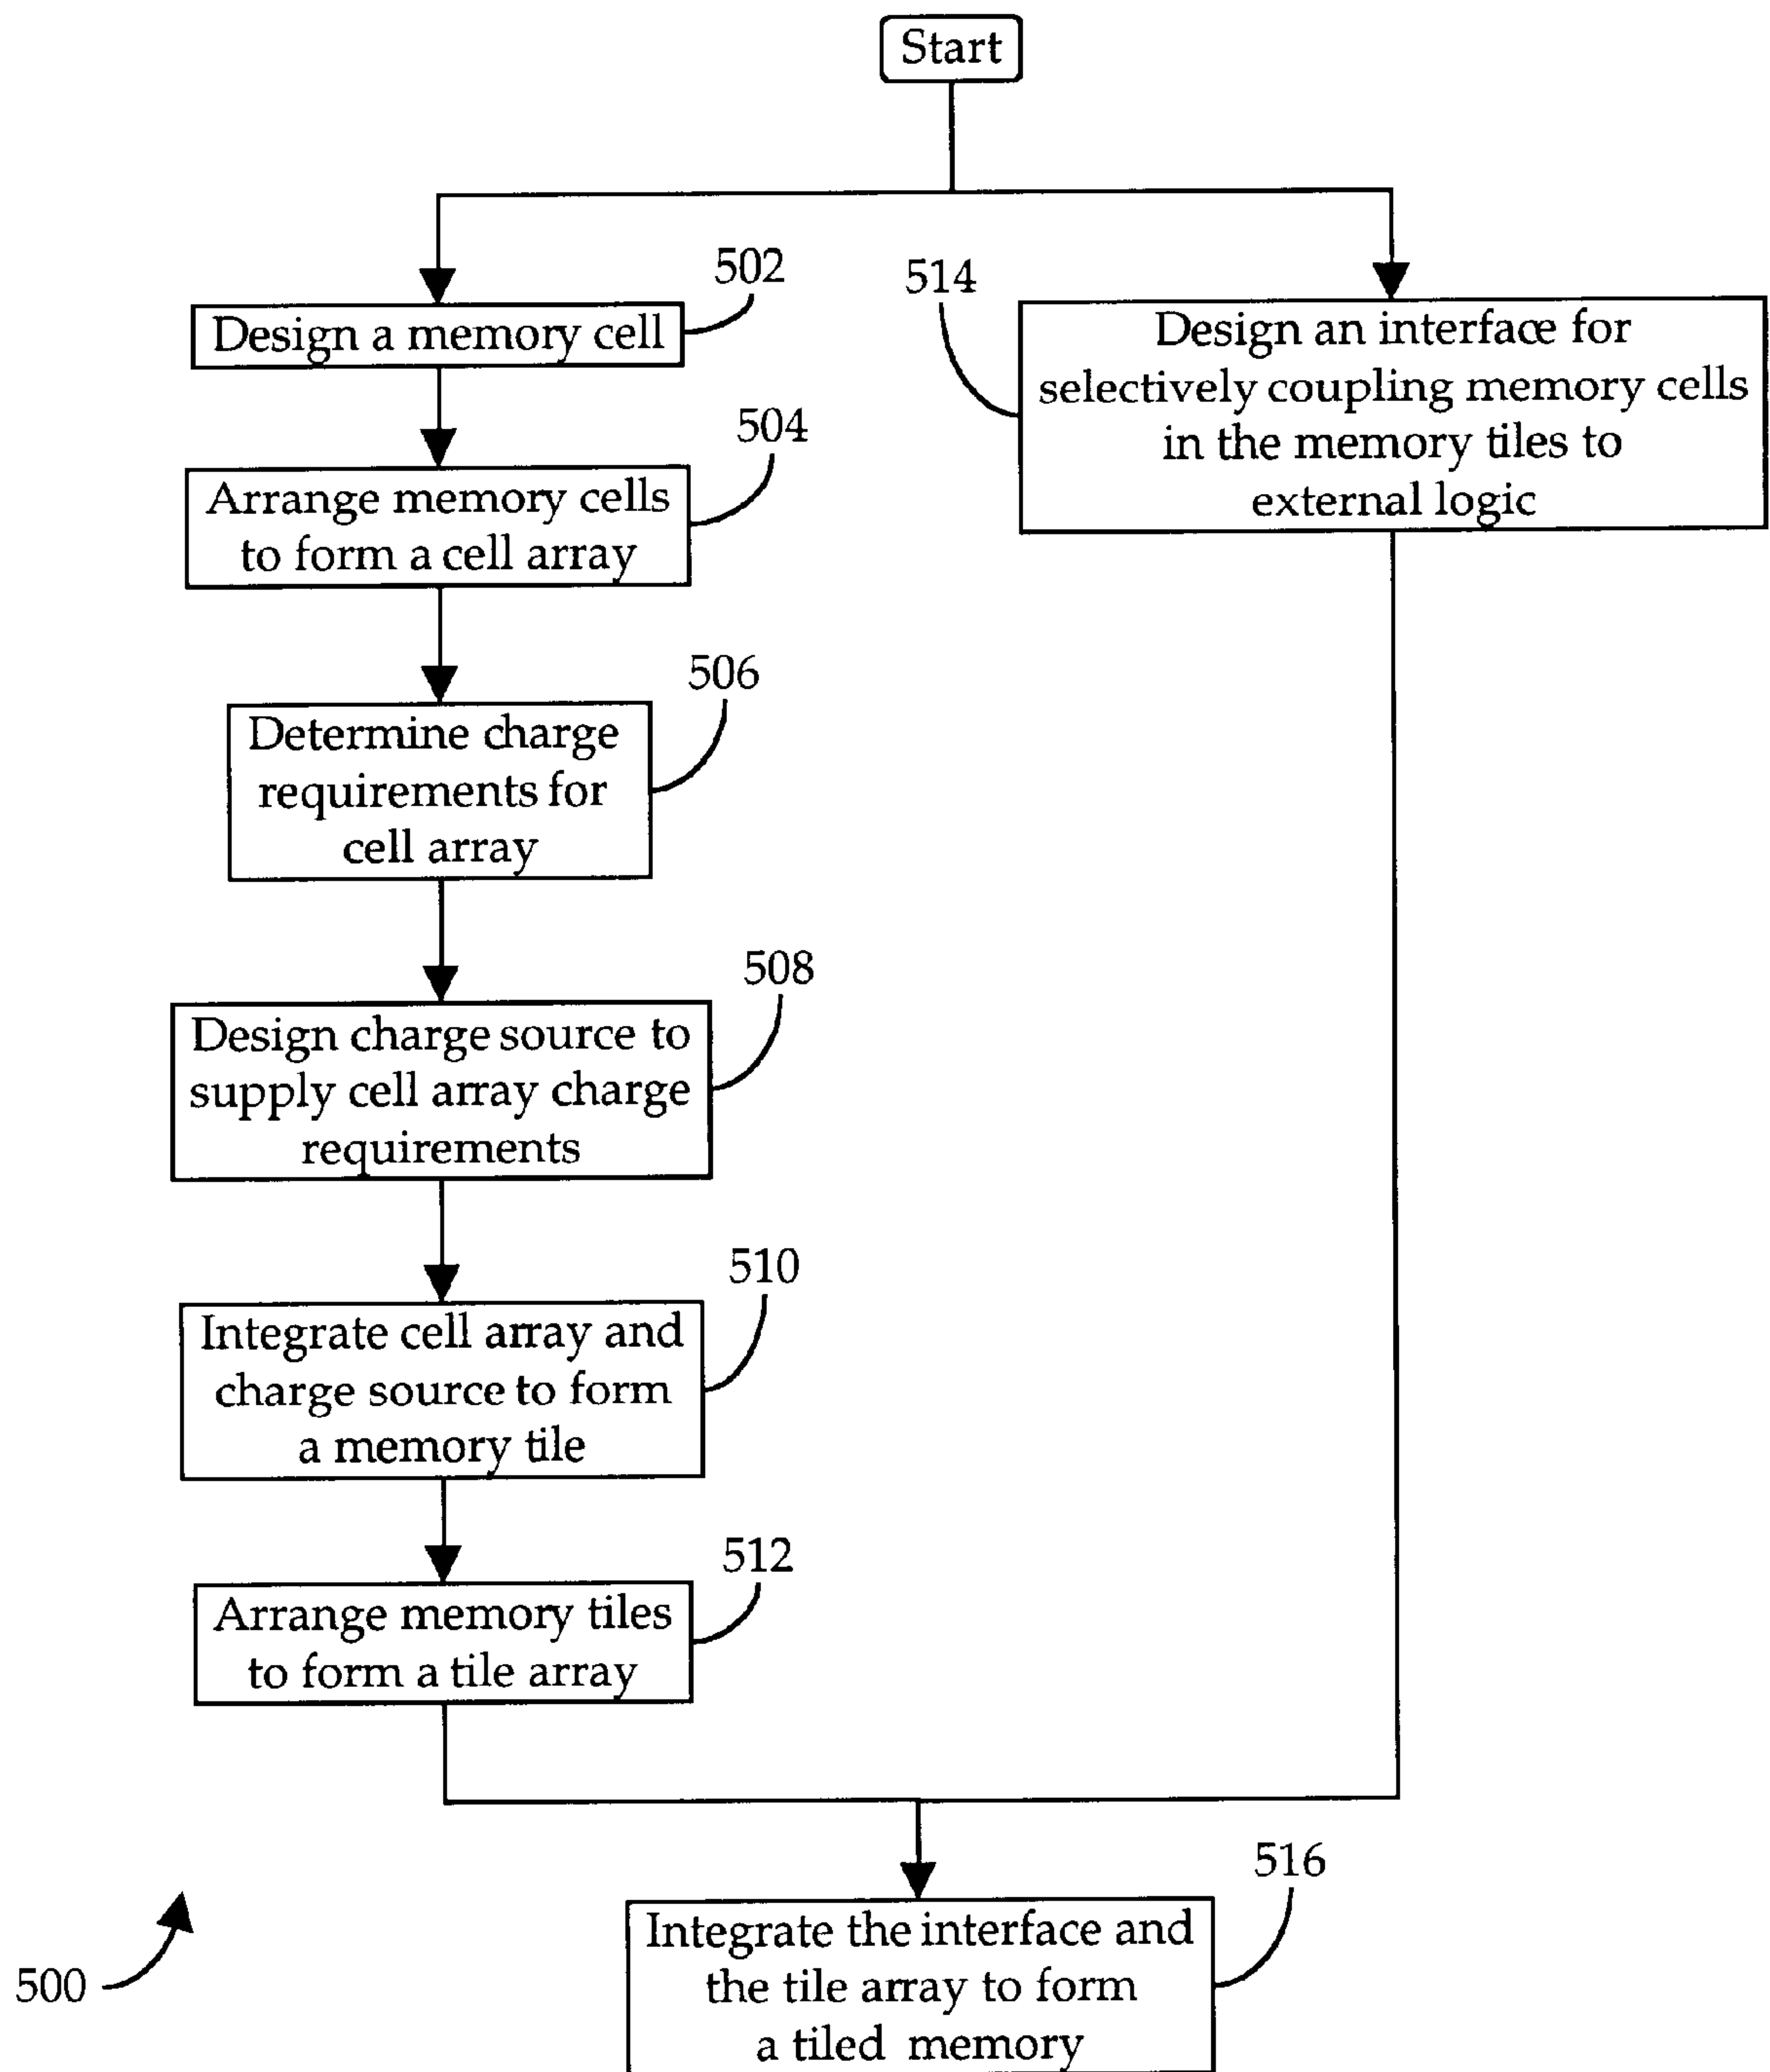 Start
502
Design a memory cell
514
Design an interface for
selectively coupling memory cells
in the memory tiles to
external logic
504
Arrange memory cells
to form a cell array
506
Determine charge
requirements for
cell array
508
Design charge source to
supply cell array charge
requirements
510
Integrate cell array and
charge source to form
a memory tile
512
Arrange memory tiles
to form a tile array
516
Integrate the interface and
the tile array to form
a tiled memory
500